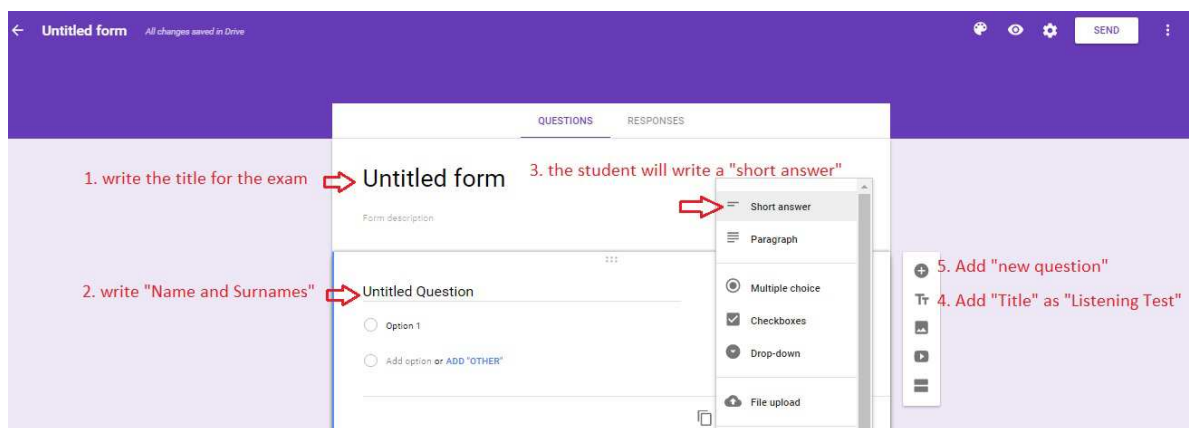 Untitled form All changes saved in Drive SEND
QUESTIONS RESPONSES
1. write the title for the exam
Untitled form
3. the student will write a "short answer"
Form description
Short answer
Paragraph
2. write "Name and Surnames"
Untitled Question
Option 1
Add option or ADD "OTHER"
Multiple choice
Checkboxes
Drop-down
File upload
5. Add "new question"
Tт 4. Add "Title" as "Listening Test"